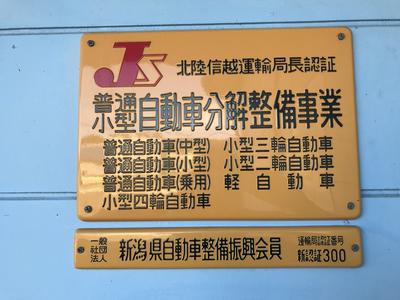 JS 北陸信越運輸局長認証
普通
小型 自動車分解整備事業
普通自動車(中型) 小型三輪自動車
普通自動車(小型) 小型二輪自動車
普通自動車(乗用) 軽自動車
小型四輪自動車
一般
社団
法人 新潟県自動車整備振興会員 運輸局認証番号
新認証300